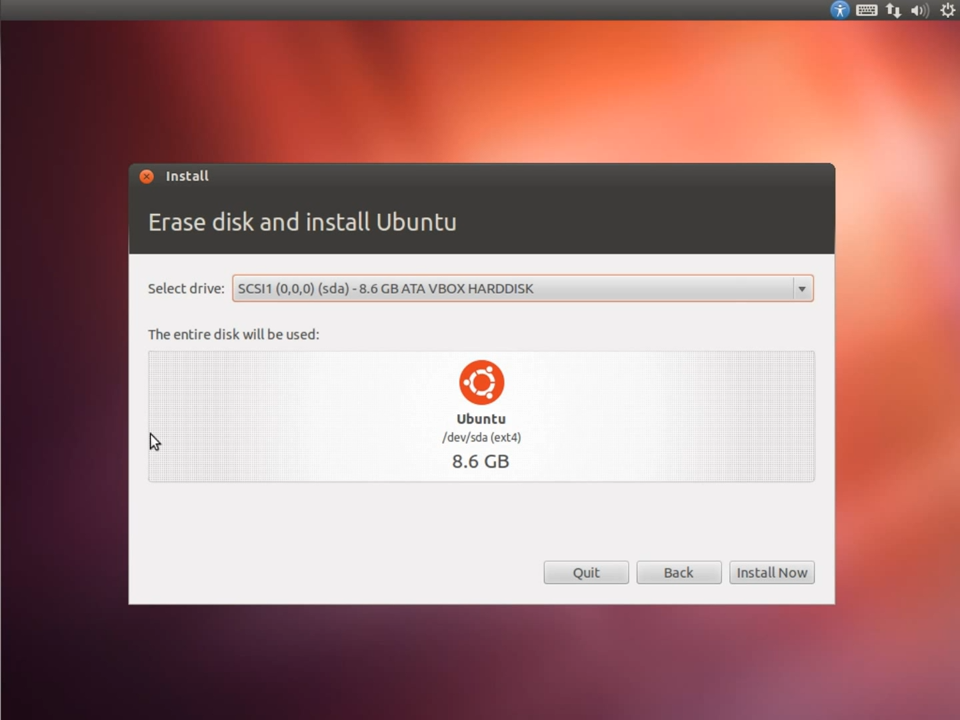 Install
Erase disk and install Ubuntu
Select drive: SCSI1 (0,0,0) (sda) - 8.6 GB ATA VBOX HARDDISK
The entire disk will be used:
Ubuntu
/dev/sda (ext4)
8.6 GB
Quit Back Install Now